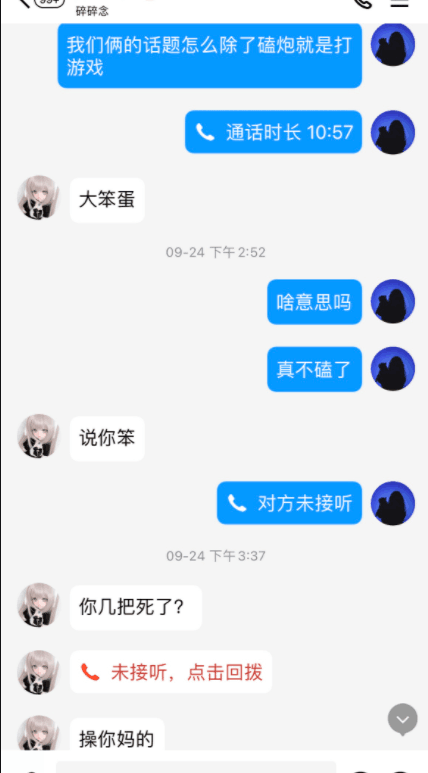 99+
碎碎念
我们俩的话题怎么除了磕炮就是打
游戏
通话时长 10:57
大笨蛋
09-24 下午 2:52
啥意思吗
真不磕了
说你笨
对方未接听
09-24 下午 3:37
你几把死了？
未接听，点击回拨
操你妈的